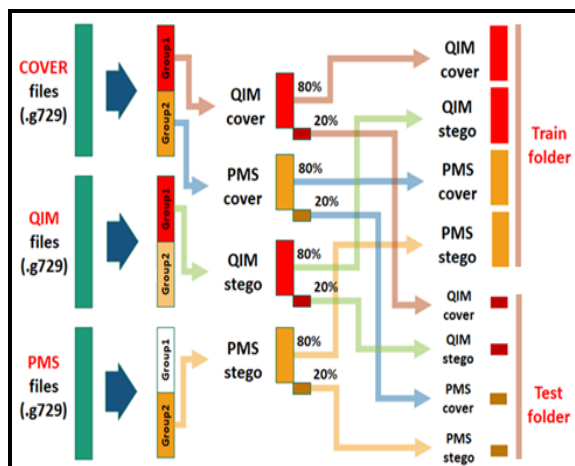 COVER
files
(.g729)
Group1
Group2
QIM
files
(.g729)
Group1
Group2
PMS
files
(.g729)
Group1
Group2
QIM
cover
80%
20%
PMS
cover
80%
20%
QIM
stego
80%
20%
PMS
stego
80%
20%
QIM
cover
QIM
stego
PMS
cover
PMS
stego
Train
folder
QIM
cover
QIM
stego
PMS
cover
PMS
stego
Test
folder